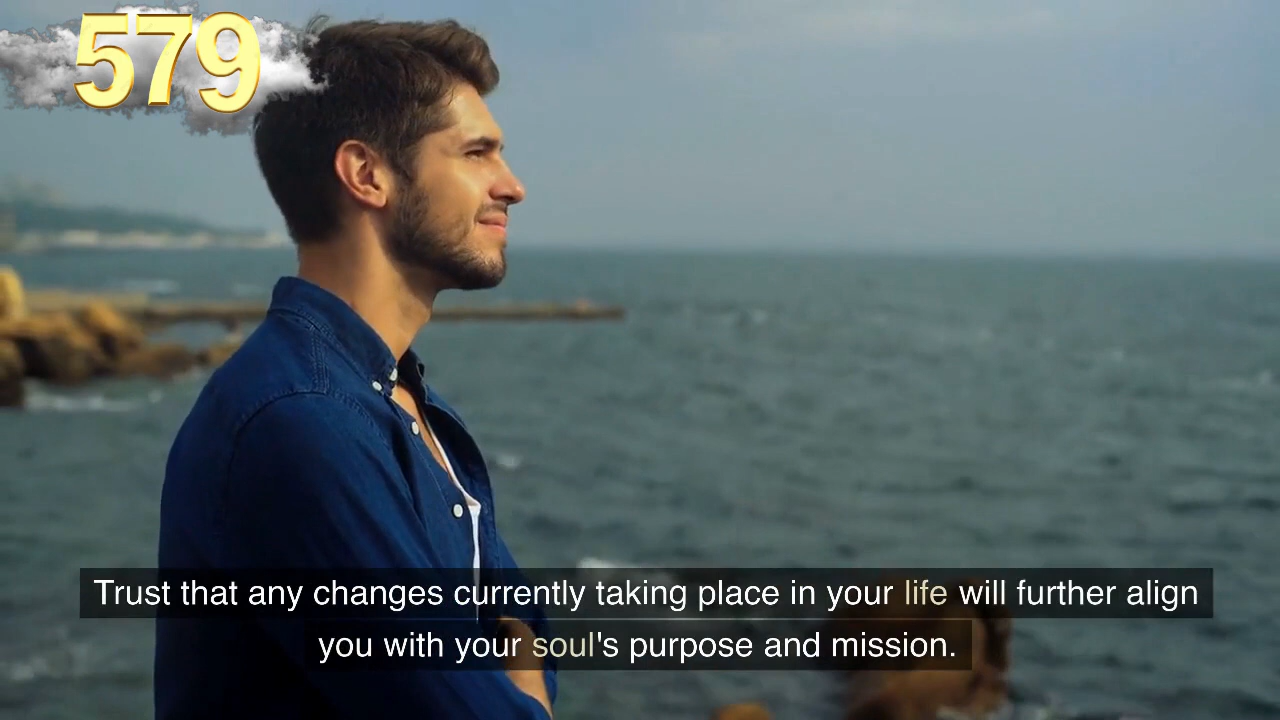 579
Trust that any changes currently taking place in your life will further align
you with your soul's purpose and mission.